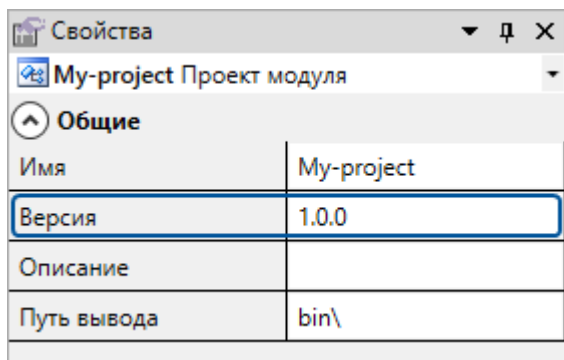 Свойства
My-project Проект модуля
Общие
Имя My-project
Версия 1.0.0
Описание
Путь вывода bin\